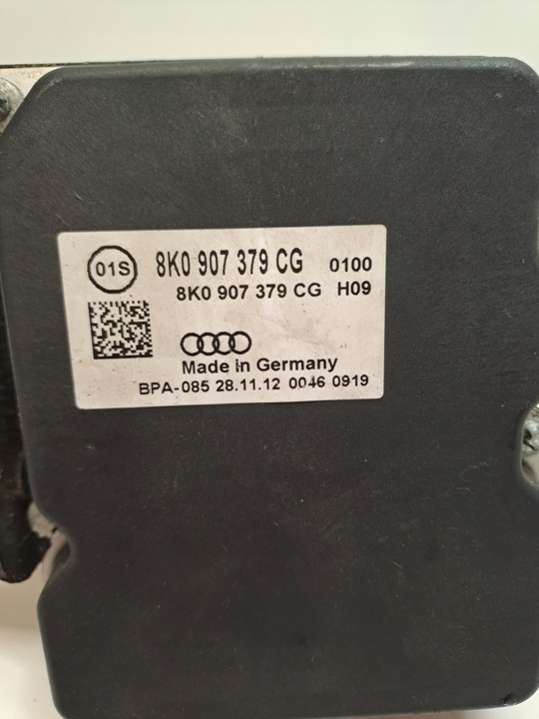 01S 8K0 907 379 CG 0100
8K0 907 379 CG H09
Made in Germany
BPA-085 28.11.12 0046 0919